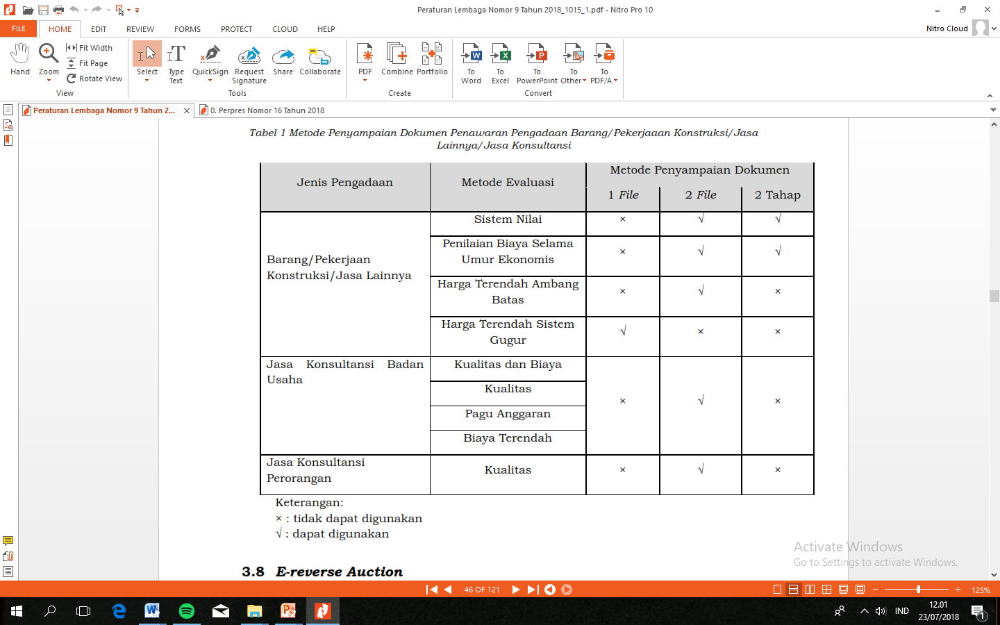 Peraturan Lembaga Nomor 9 Tahun 2018_1015_1.pdf - Nitro Pro 10
FILE HOME EDIT REVIEW FORMS PROTECT CLOUD HELP Nitro Cloud
Hand
Zoom
Fit Width
Fit Page
Rotate View
View
Select
Type Text
QuickSign
Request Signature
Share
Collaborate
Tools
PDF
Combine
Portfolio
Create
To Word
To Excel
To PowerPoint
To Other
To PDF/A
Convert
Peraturan Lembaga Nomor 9 Tahun 2...
0. Perpres Nomor 16 Tahun 2018
Tabel 1 Metode Penyampaian Dokumen Penawaran Pengadaan Barang/Pekerjaaan Konstruksi/Jasa
Lainnya/Jasa Konsultansi
Jenis Pengadaan
Metode Evaluasi
Metode Penyampaian Dokumen
1 File 2 File 2 Tahap
Barang/Pekerjaan
Konstruksi/Jasa Lainnya
Sistem Nilai × √ √
Penilaian Biaya Selama
Umur Ekonomis
× √ √
Harga Terendah Ambang
Batas
× √ ×
Harga Terendah Sistem
Gugur
√ × ×
Jasa Konsultansi Badan
Usaha
Kualitas dan Biaya
Kualitas
Pagu Anggaran
Biaya Terendah
× √ ×
Jasa Konsultansi
Perorangan
Kualitas × √ ×
Keterangan:
× : tidak dapat digunakan
√ : dapat digunakan
3.8 E-reverse Auction
Activate Windows
Go to Settings to activate Windows.
46 OF 121
125%
IND
12.01
23/07/2018
1